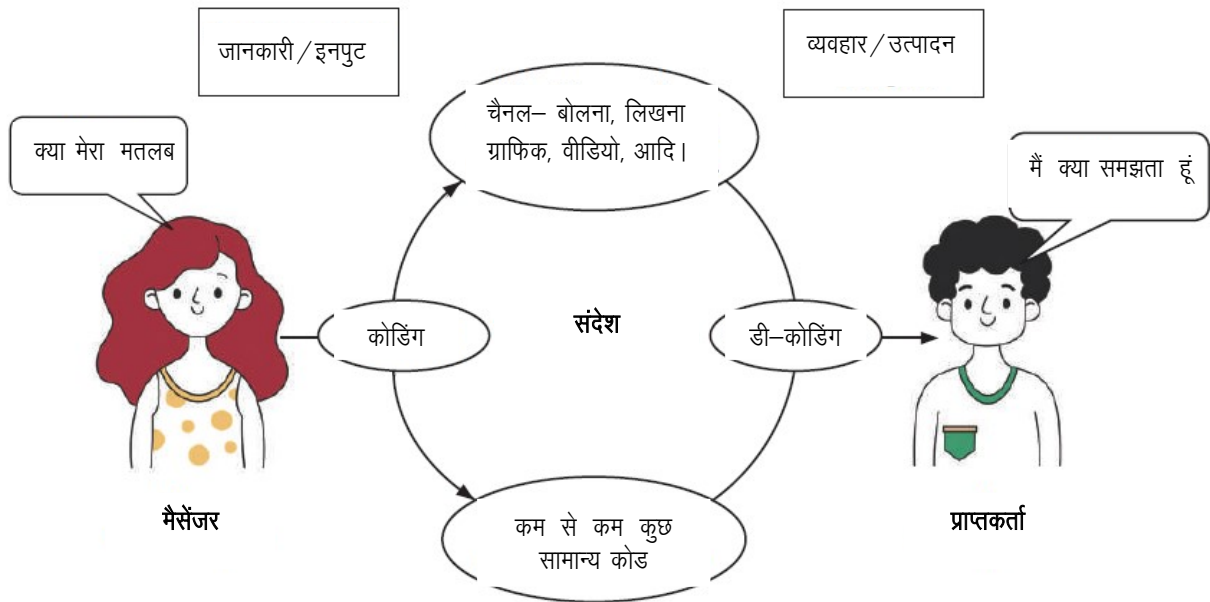 जानकारी/इनपुट
व्यवहार/उत्पादन
चैनल– बोलना, लिखना
ग्राफिक, वीडियो, आदि।
क्या मेरा मतलब
मैं क्या समझता हूं
कोडिंग
संदेश
डी–कोडिंग
मैसेंजर
प्राप्तकर्ता
कम से कम कुछ
सामान्य कोड